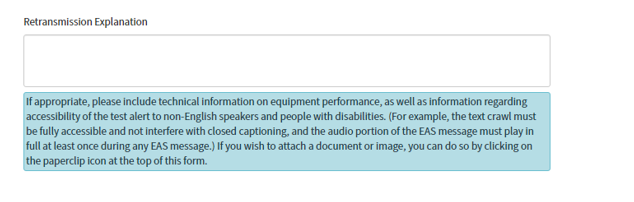 Retransmission Explanation
If appropriate, please include technical information on equipment performance, as well as information regarding
accessibility of the test alert to non-English speakers and people with disabilities. (For example, the text crawl must
be fully accessible and not interfere with closed captioning, and the audio portion of the EAS message must play in
full at least once during any EAS message.) If you wish to attach a document or image, you can do so by clicking on
the paperclip icon at the top of this form.